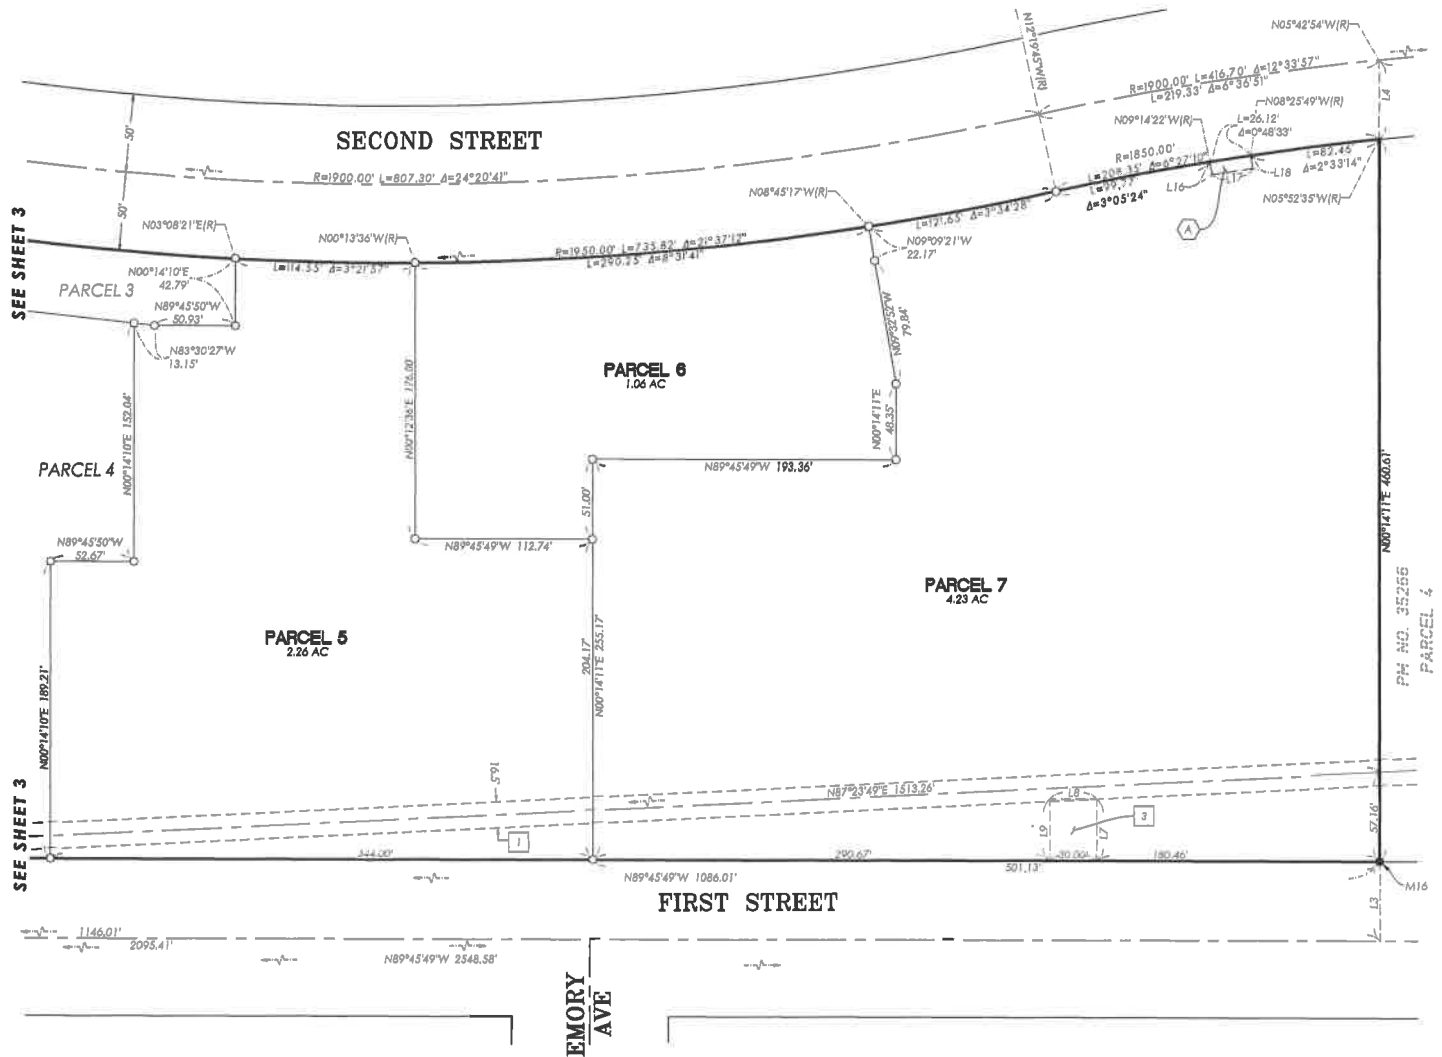 N12°19'45"W(R)
N05°42'54"W(R)
R=1900.00' L=416.70' Δ=12°33'57"
L=219.33' Δ=6°36'51"
L4
50'
SECOND STREET
N08°25'49"W(R)
N09°14'22"W(R)
L=26.12'
Δ=0°48'33"
R=1850.00'
L=208.35' Δ=6°27'10"
L=99.77'
Δ=3°05'24"
L=82.46'
Δ=2°33'14"
L16
L17
L18
N05°52'35"W(R)
A
R=1900.00' L=807.30' Δ=24°20'41"
N08°45'17"W(R)
50'
SEE SHEET 3
N03°08'21"E(R)
N00°13'36"W(R)
L=121.65' Δ=3°34'28"
N09°09'21"W
22.17'
R=1950.00' L=735.82' Δ=21°37'12"
L=290.25' Δ=8°31'41"
L=114.55' Δ=3°21'57"
N00°14'10"E
42.79'
PARCEL 3
N89°45'50"W
50.93'
N83°30'27"W
13.15'
N09°32'52"W
79.84'
PARCEL 6
1.06 AC
N00°12'36"E 176.00'
N00°14'10"E 152.04'
N00°14'11"E
48.35'
PARCEL 4
N89°45'49"W 193.36'
51.00'
N00°14'11"E 460.61'
N89°45'50"W
52.67'
N89°45'49"W 112.74'
PARCEL 7
4.23 AC
PM NO. 35266
PARCEL 4
PARCEL 5
2.26 AC
204.17'
N00°14'11"E 255.17'
N00°14'10"E 189.21'
16.5'
N87°23'49"E 1513.26'
L8
L9
L7
3
57.16'
1
SEE SHEET 3
344.00'
290.67'
30.00'
180.46'
501.13'
N89°45'49"W 1086.01'
M16
FIRST STREET
L3
1146.01'
2095.41'
N89°45'49"W 2548.58'
EMORY
AVE